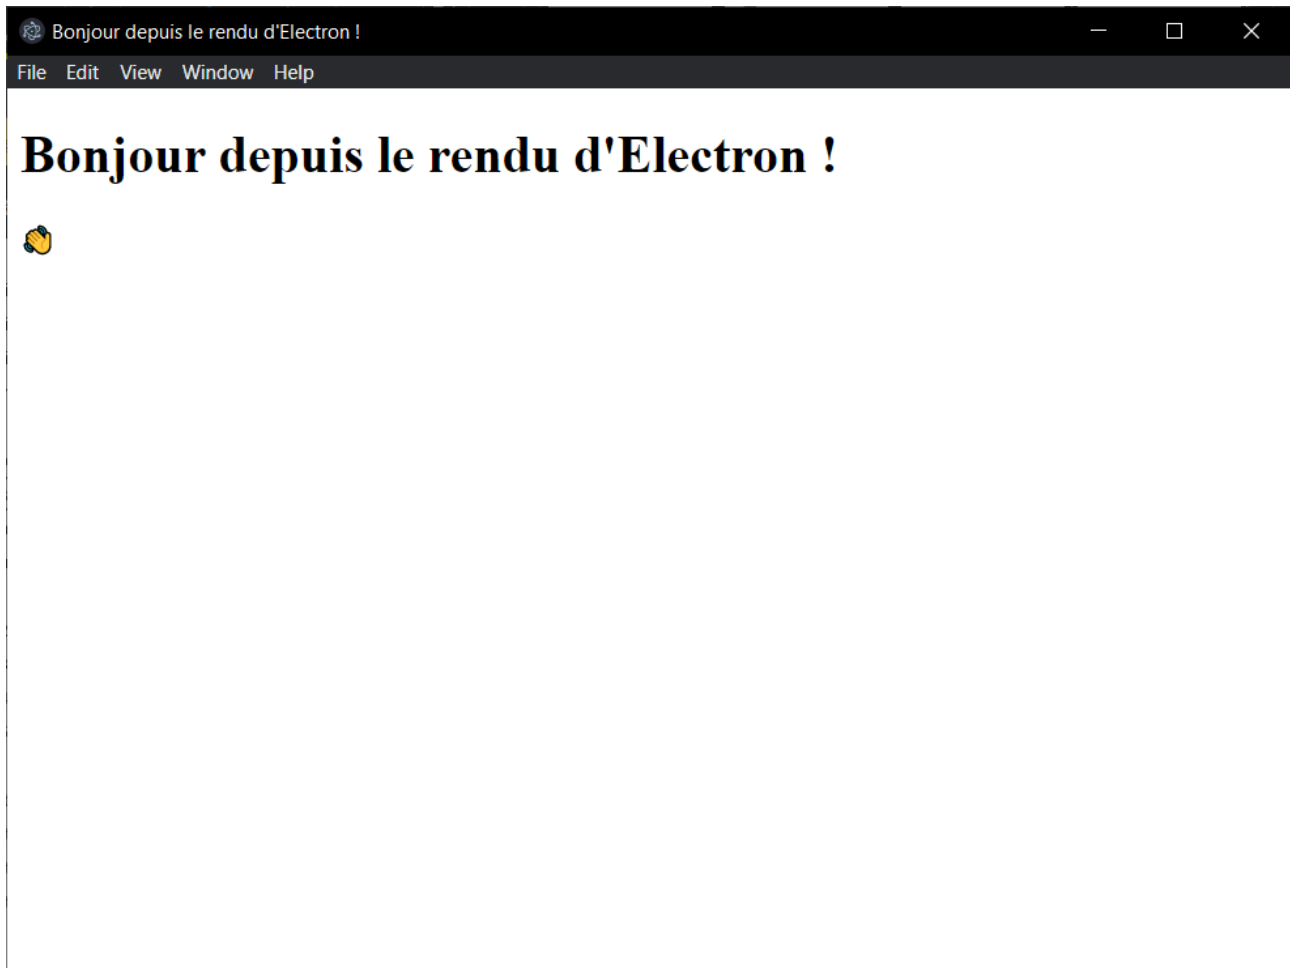 Bonjour depuis le rendu d'Electron !
File Edit View Window Help
Bonjour depuis le rendu d'Electron !
👋